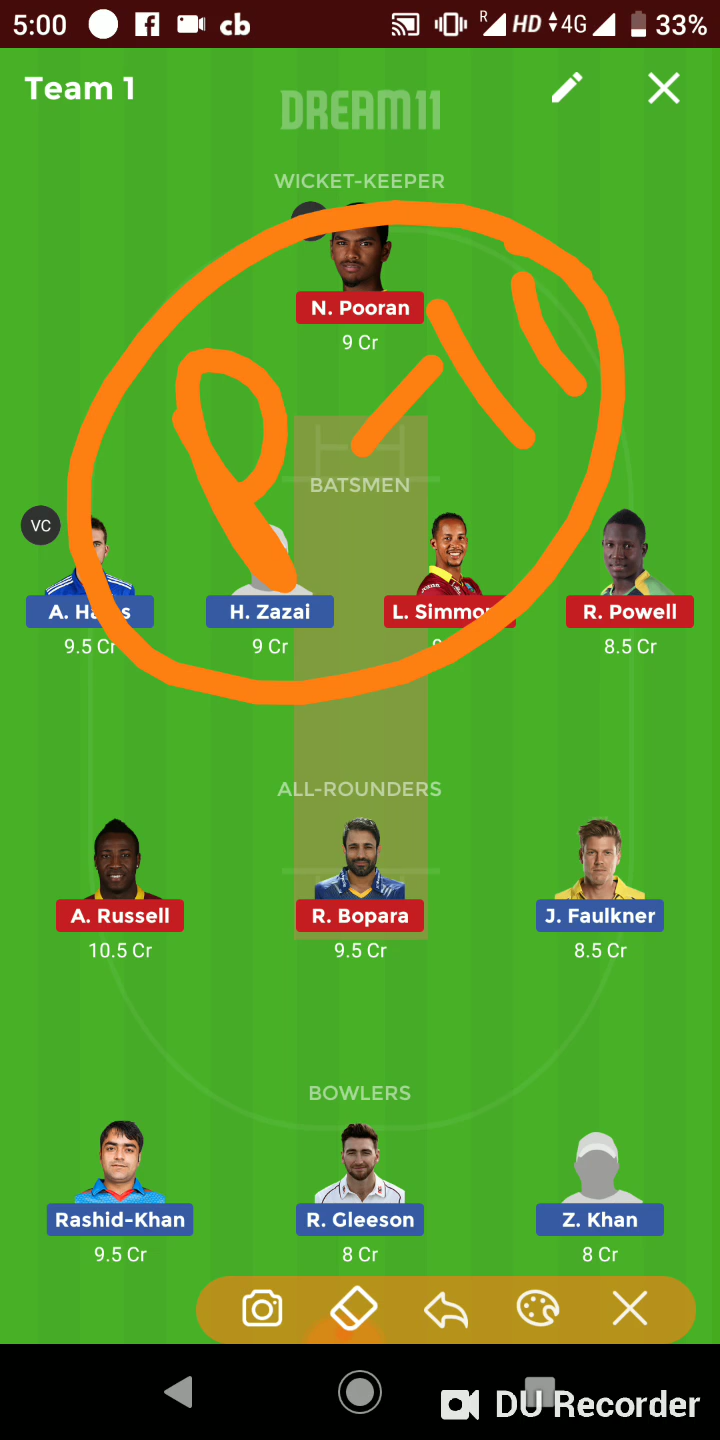 5:00 f cb R HD 4G 33%
Team 1
DREAM11
WICKET-KEEPER
N. Pooran
9 Cr
BATSMEN
VC
H. Zazai L. Simmo R. Powell
9.5 Cr 9 Cr 8.5 Cr
ALL-ROUNDERS
A. Russell R. Bopara J. Faulkner
10.5 Cr 9.5 Cr 8.5 Cr
BOWLERS
Rashid-Khan R. Gleeson Z. Khan
9.5 Cr 8 Cr 8 Cr
DU Recorder